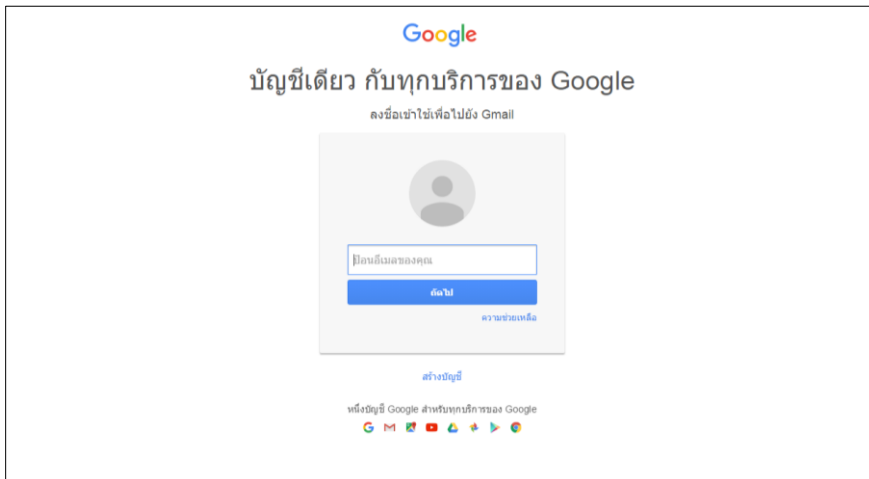 Google
บัญชีเดียว กับทุกบริการของ Google
ลงชื่อเข้าใช้เพื่อไปยัง Gmail
ป้อนอีเมลของคุณ
ถัดไป
ความช่วยเหลือ
สร้างบัญชี
หนึ่งบัญชี Google สำหรับทุกบริการของ Google